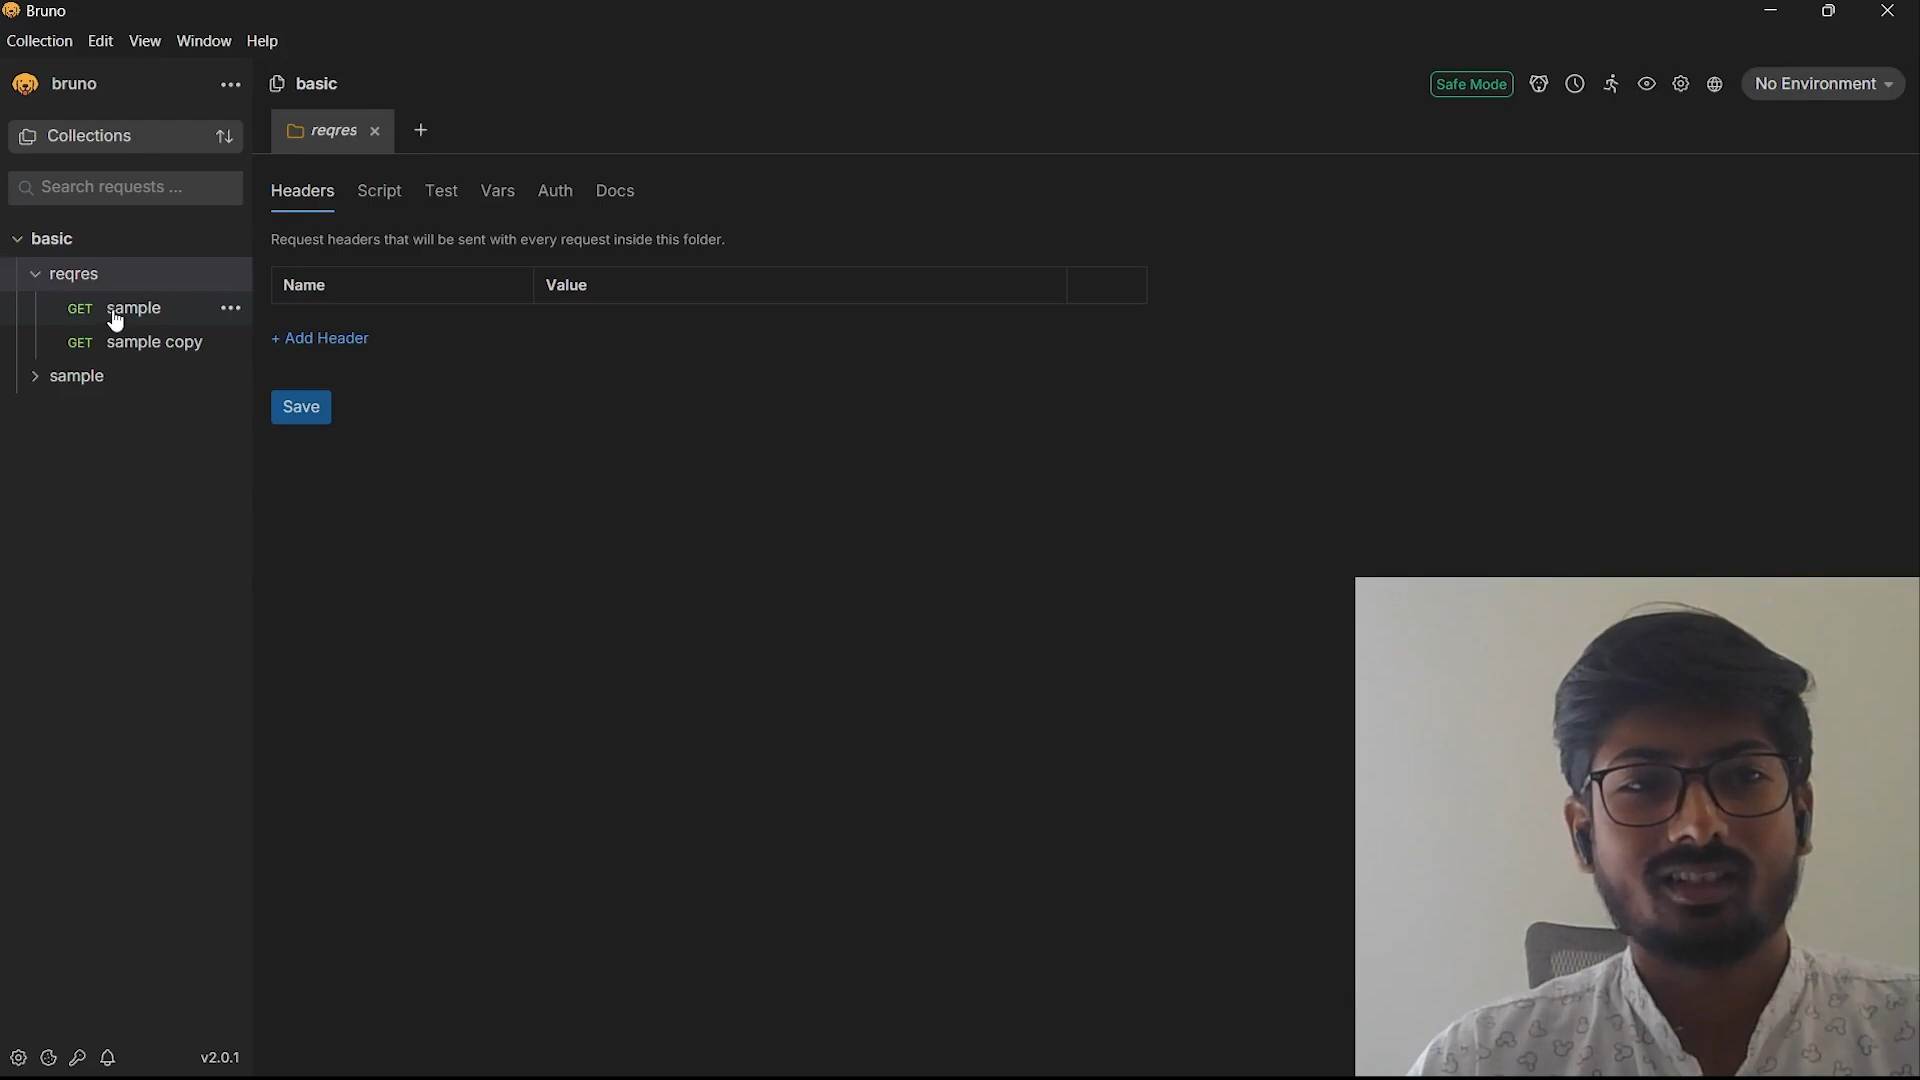 Bruno
Collection Edit View Window Help
bruno
basic
Safe Mode
No Environment
Collections
reqres
Search requests ...
Headers Script Test Vars Auth Docs
basic
Request headers that will be sent with every request inside this folder.
reqres
Name Value
GET sample
+ Add Header
GET sample copy
sample
Save
v2.0.1